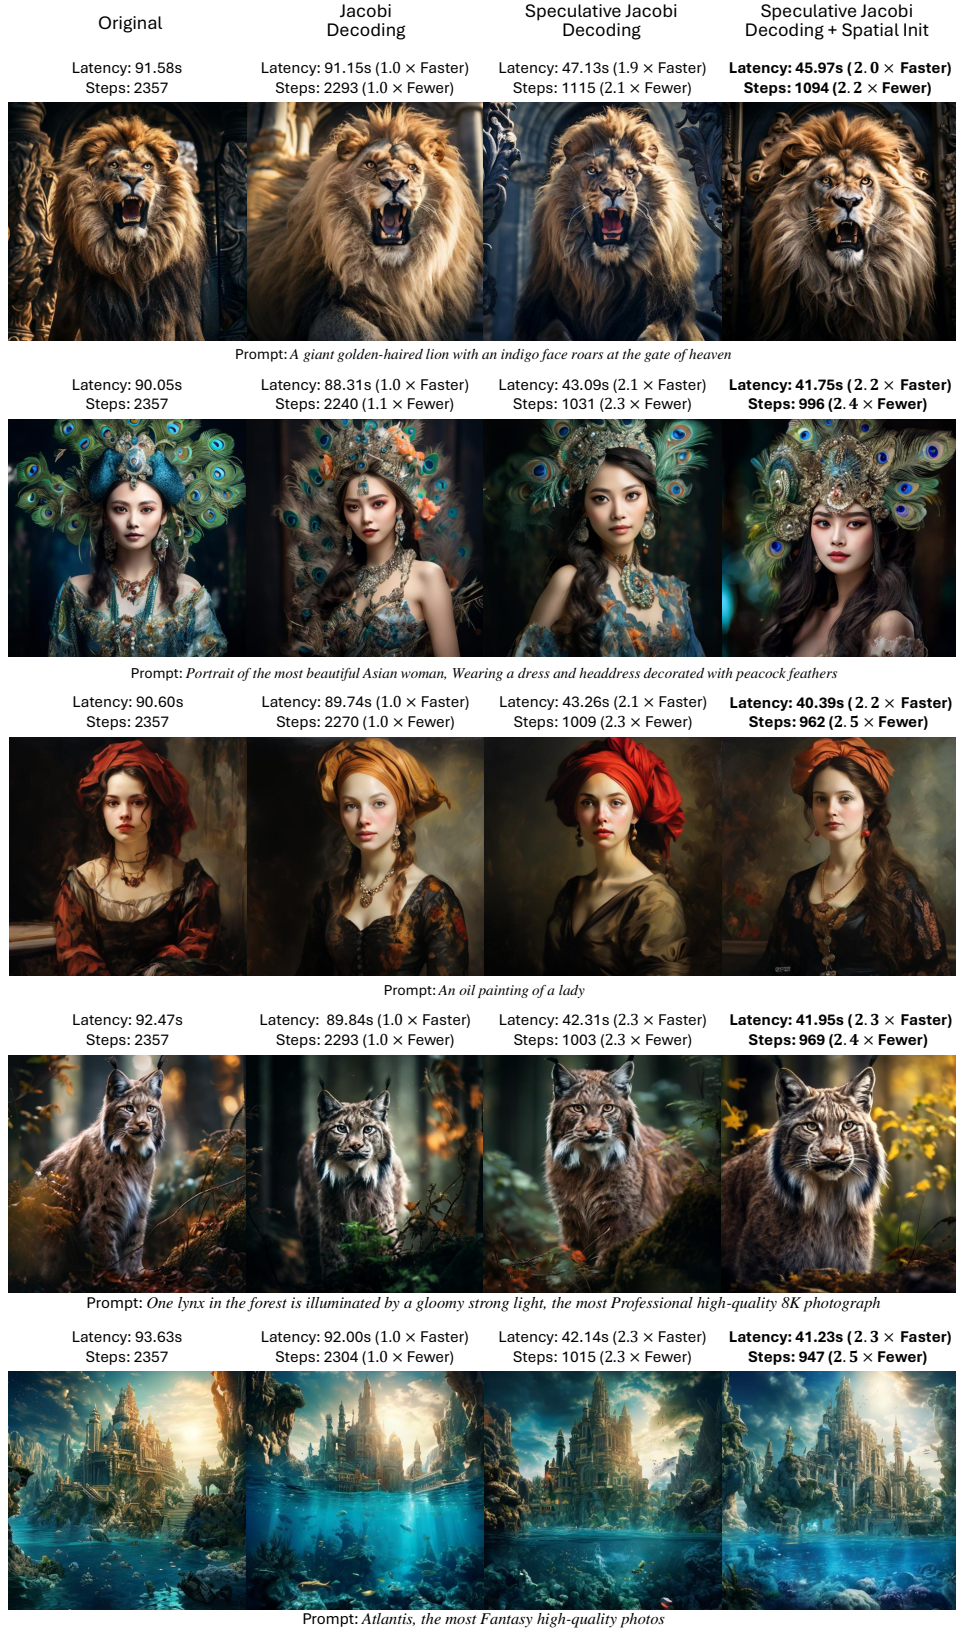 Original
Jacobi
Decoding
Speculative Jacobi
Decoding
Speculative Jacobi
Decoding + Spatial Init
Latency: 91.58s
Steps: 2357
Latency: 91.15s (1.0 × Faster)
Steps: 2293 (1.0 × Fewer)
Latency: 47.13s (1.9 × Faster)
Steps: 1115 (2.1 × Fewer)
Latency: 45.97s (2.0 × Faster)
Steps: 1094 (2.2 × Fewer)
Prompt: A giant golden-haired lion with an indigo face roars at the gate of heaven
Latency: 90.05s
Steps: 2357
Latency: 88.31s (1.0 × Faster)
Steps: 2240 (1.1 × Fewer)
Latency: 43.09s (2.1 × Faster)
Steps: 1031 (2.3 × Fewer)
Latency: 41.75s (2.2 × Faster)
Steps: 996 (2.4 × Fewer)
Prompt: Portrait of the most beautiful Asian woman, Wearing a dress and headdress decorated with peacock feathers
Latency: 90.60s
Steps: 2357
Latency: 89.74s (1.0 × Faster)
Steps: 2270 (1.0 × Fewer)
Latency: 43.26s (2.1 × Faster)
Steps: 1009 (2.3 × Fewer)
Latency: 40.39s (2.2 × Faster)
Steps: 962 (2.5 × Fewer)
Prompt: An oil painting of a lady
Latency: 92.47s
Steps: 2357
Latency: 89.84s (1.0 × Faster)
Steps: 2293 (1.0 × Fewer)
Latency: 42.31s (2.3 × Faster)
Steps: 1003 (2.3 × Fewer)
Latency: 41.95s (2.3 × Faster)
Steps: 969 (2.4 × Fewer)
Prompt: One lynx in the forest is illuminated by a gloomy strong light, the most Professional high-quality 8K photograph
Latency: 93.63s
Steps: 2357
Latency: 92.00s (1.0 × Faster)
Steps: 2304 (1.0 × Fewer)
Latency: 42.14s (2.3 × Faster)
Steps: 1015 (2.3 × Fewer)
Latency: 41.23s (2.3 × Faster)
Steps: 947 (2.5 × Fewer)
Prompt: Atlantis, the most Fantasy high-quality photos